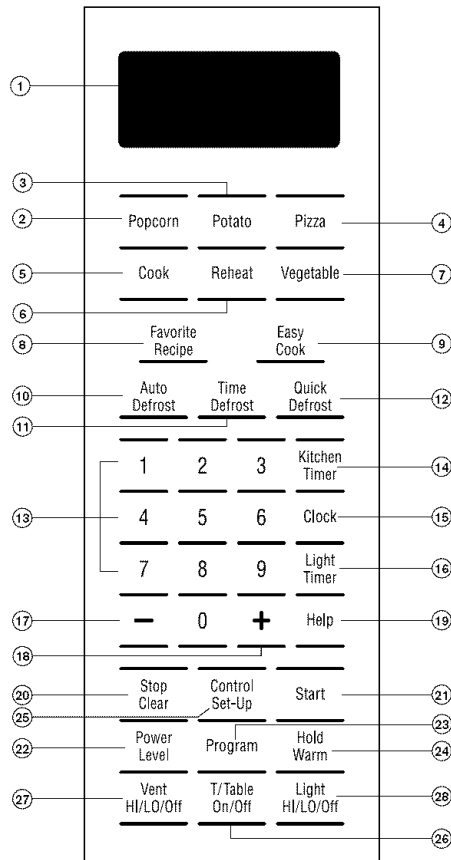 1
3
2 Popcorn Potato Pizza 4
5 Cook Reheat Vegetable 7
6
8 Favorite Recipe Easy Cook 9
10 Auto Defrost Time Defrost Quick Defrost 12
11
1 2 3 Kitchen Timer 14
13 4 5 6 Clock 15
7 8 9 Light Timer 16
17 − 0 + Help 19
18
20 Stop Clear Control Set-Up Start 21
25
23
22 Power Level Program Hold Warm 24
27 Vent HI/LO/Off T/Table On/Off Light HI/LO/Off 28
26